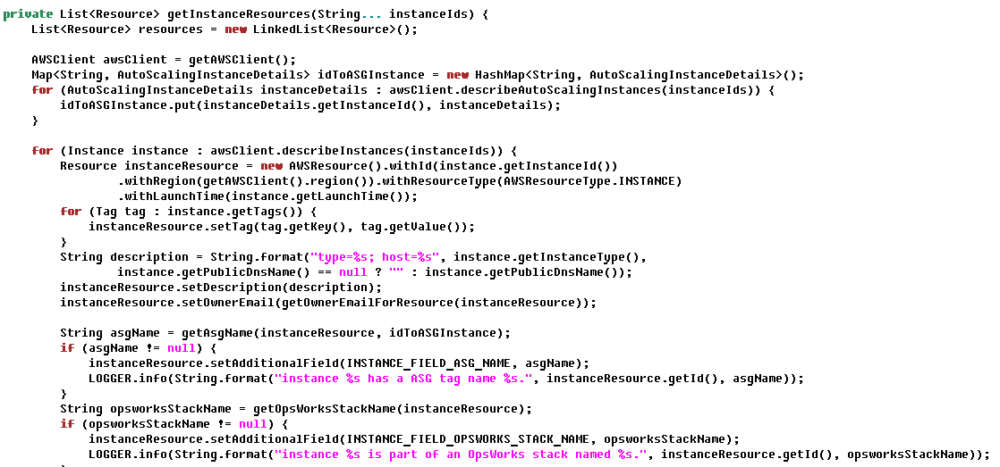 private List<Resource> getInstanceResources(String... instanceIds) {
    List<Resource> resources = new LinkedList<Resource>();

    AWSClient awsClient = getAWSClient();
    Map<String, AutoScalingInstanceDetails> idToASGInstance = new HashMap<String, AutoScalingInstanceDetails>();
    for (AutoScalingInstanceDetails instanceDetails : awsClient.describeAutoScalingInstances(instanceIds)) {
        idToASGInstance.put(instanceDetails.getInstanceId(), instanceDetails);
    }

    for (Instance instance : awsClient.describeInstances(instanceIds)) {
        Resource instanceResource = new AWSResource().withId(instance.getInstanceId())
                .withRegion(getAWSClient().region()).withResourceType(AWSResourceType.INSTANCE)
                .withLaunchTime(instance.getLaunchTime());
        for (Tag tag : instance.getTags()) {
            instanceResource.setTag(tag.getKey(), tag.getValue());
        }
        String description = String.format("type=%s; host=%s", instance.getInstanceType(),
                instance.getPublicDnsName() == null ? "" : instance.getPublicDnsName());
        instanceResource.setDescription(description);
        instanceResource.setOwnerEmail(getOwnerEmailForResource(instanceResource));

        String asgName = getAsgName(instanceResource, idToASGInstance);
        if (asgName != null) {
            instanceResource.setAdditionalField(INSTANCE_FIELD_ASG_NAME, asgName);
            LOGGER.info(String.format("instance %s has a ASG tag name %s.", instanceResource.getId(), asgName));
        }
        String opsworksStackName = getOpsWorksStackName(instanceResource);
        if (opsworksStackName != null) {
            instanceResource.setAdditionalField(INSTANCE_FIELD_OPSWORKS_STACK_NAME, opsworksStackName);
            LOGGER.info(String.format("instance %s is part of an OpsWorks stack named %s.", instanceResource.getId(), opsworksStackName));